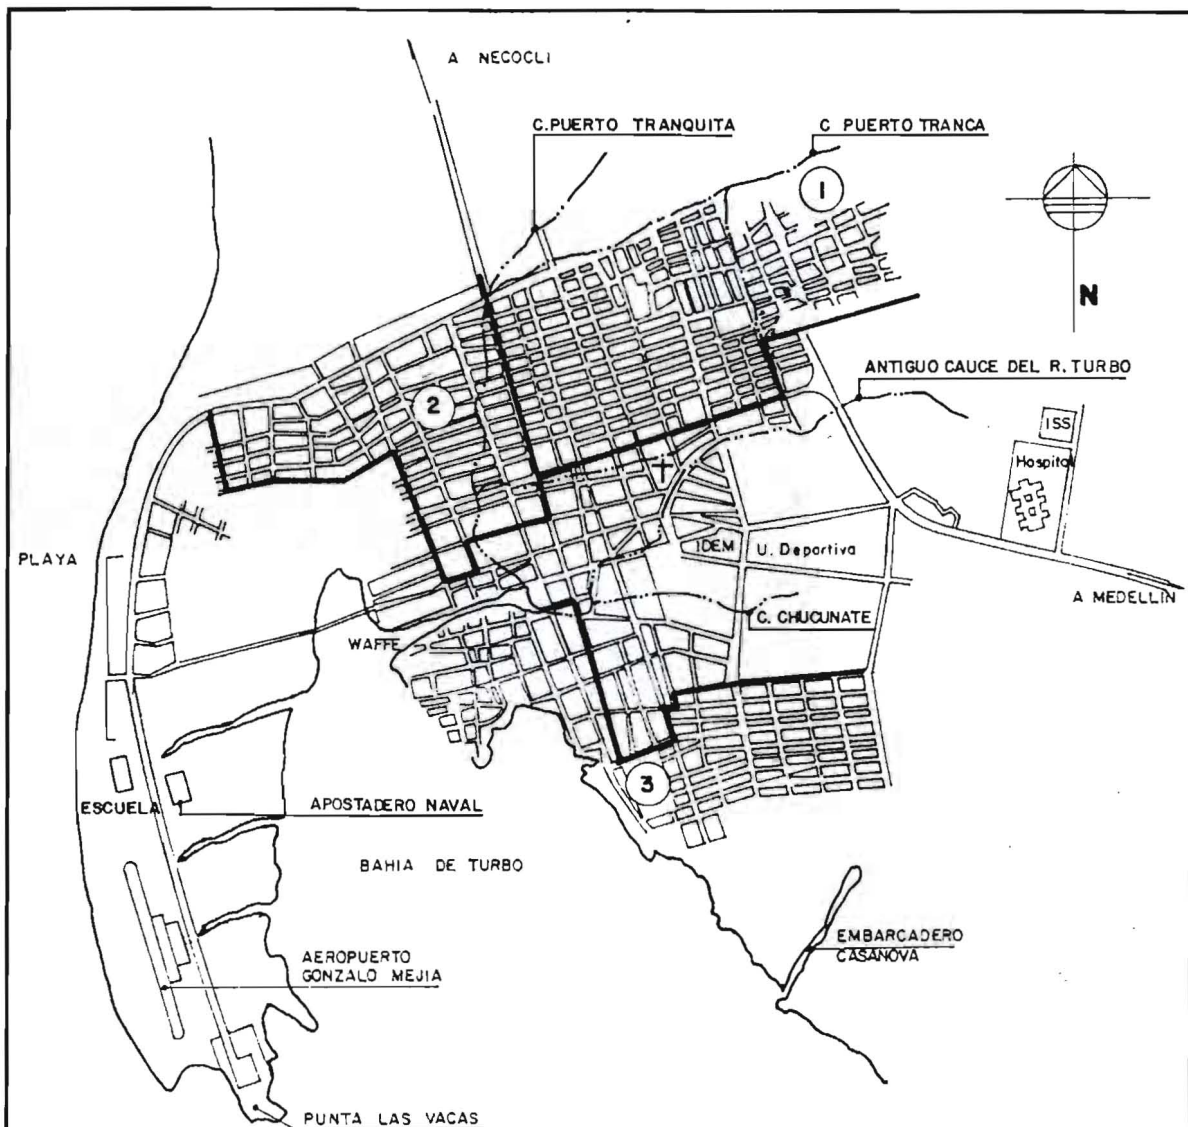 A NECOCLI
C. PUERTO TRANQUITA
C PUERTO TRANCA
1
N
ANTIGUO CAUCE DEL R. TURBO
2
ISS
Hospital
PLAYA
IDEM
U. Deportiva
A MEDELLIN
C. CHUCUNATE
WAFFE
3
ESCUELA
APOSTADERO NAVAL
BAHIA DE TURBO
EMBARCADERO
CASANOVA
AEROPUERTO
GONZALO MEJIA
PUNTA LAS VACAS